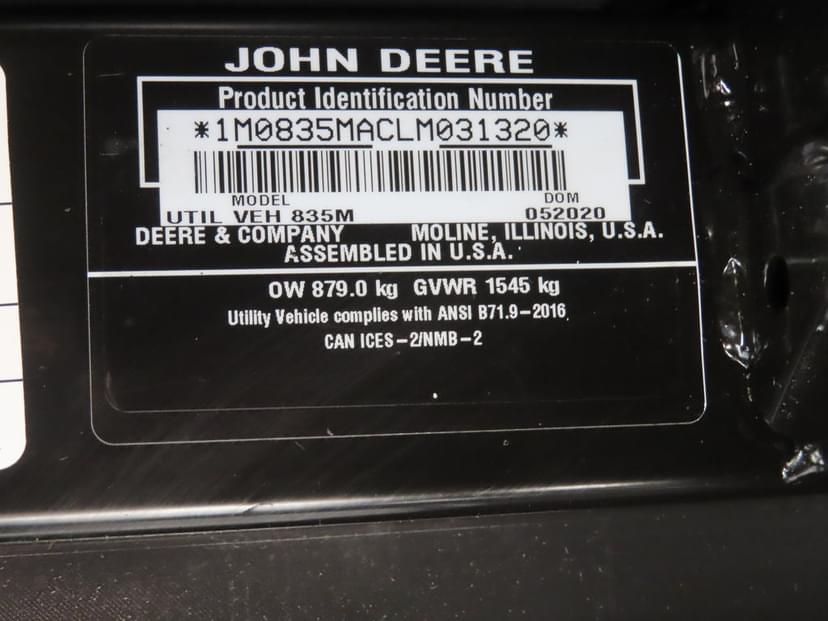 JOHN DEERE
Product Identification Number
*1M0835MACLM031320*
MODEL DOM
UTIL VEH 835M 052020
DEERE & COMPANY MOLINE, ILLINOIS, U.S.A.
ASSEMBLED IN U.S.A.
OW 879.0 kg GVWR 1545 kg
Utility Vehicle complies with ANSI B71.9-2016
CAN ICES-2/NMB-2